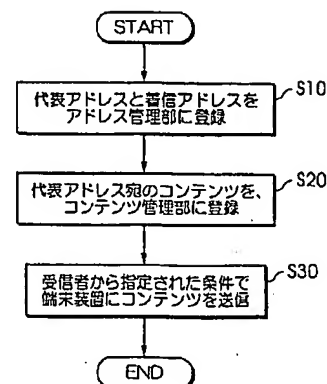 START
S10
代表アドレスと着信アドレスを
アドレス管理部に登録
S20
代表アドレス宛のコンテンツを、
コンテンツ管理部に登録
S30
受信者から指定された条件で
端末装置にコンテンツを送信
END